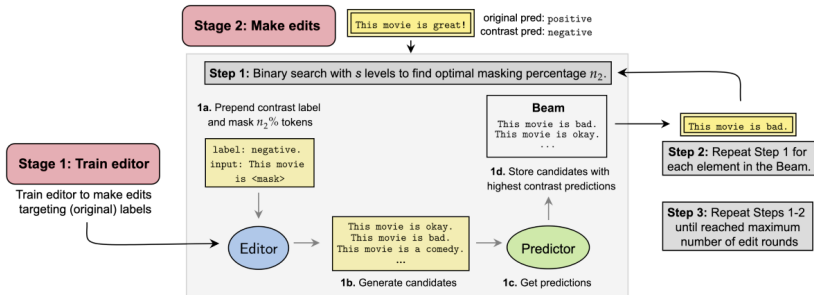 Stage 2: Make edits
This movie is great!
original pred: positive
contrast pred: negative
Step 1: Binary search with s levels to find optimal masking percentage n₂.
1a. Prepend contrast label
and mask n₂% tokens
label: negative.
input: This movie
is <mask>
Beam
This movie is bad.
This movie is okay.
...
1d. Store candidates with
highest contrast predictions
This movie is bad.
Step 2: Repeat Step 1 for
each element in the Beam.
Step 3: Repeat Steps 1-2
until reached maximum
number of edit rounds
Stage 1: Train editor
Train editor to make edits
targeting (original) labels
Editor
This movie is okay.
This movie is bad.
This movie is a comedy.
...
Predictor
1b. Generate candidates
1c. Get predictions